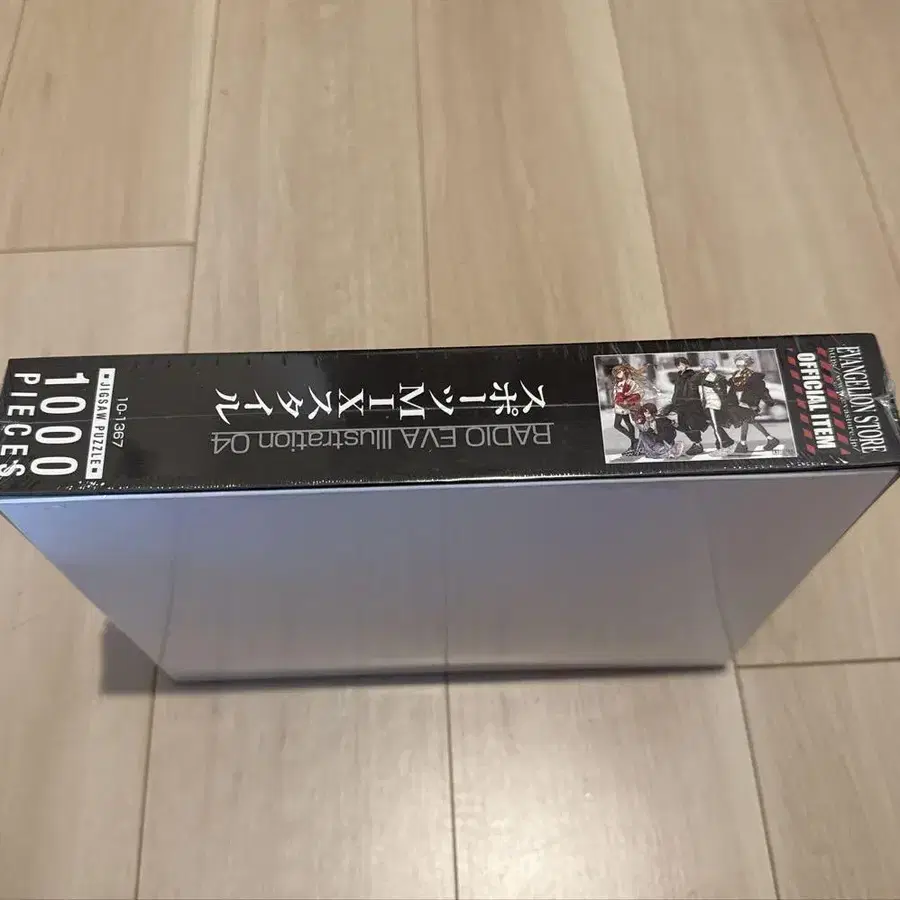 EVANGELION STORE
OFFICIAL ITEM
RADIO EVA Illustration 04
スポーツMIXスタイル
10-1367
JIGSAW PUZZLE
1000
PIECES